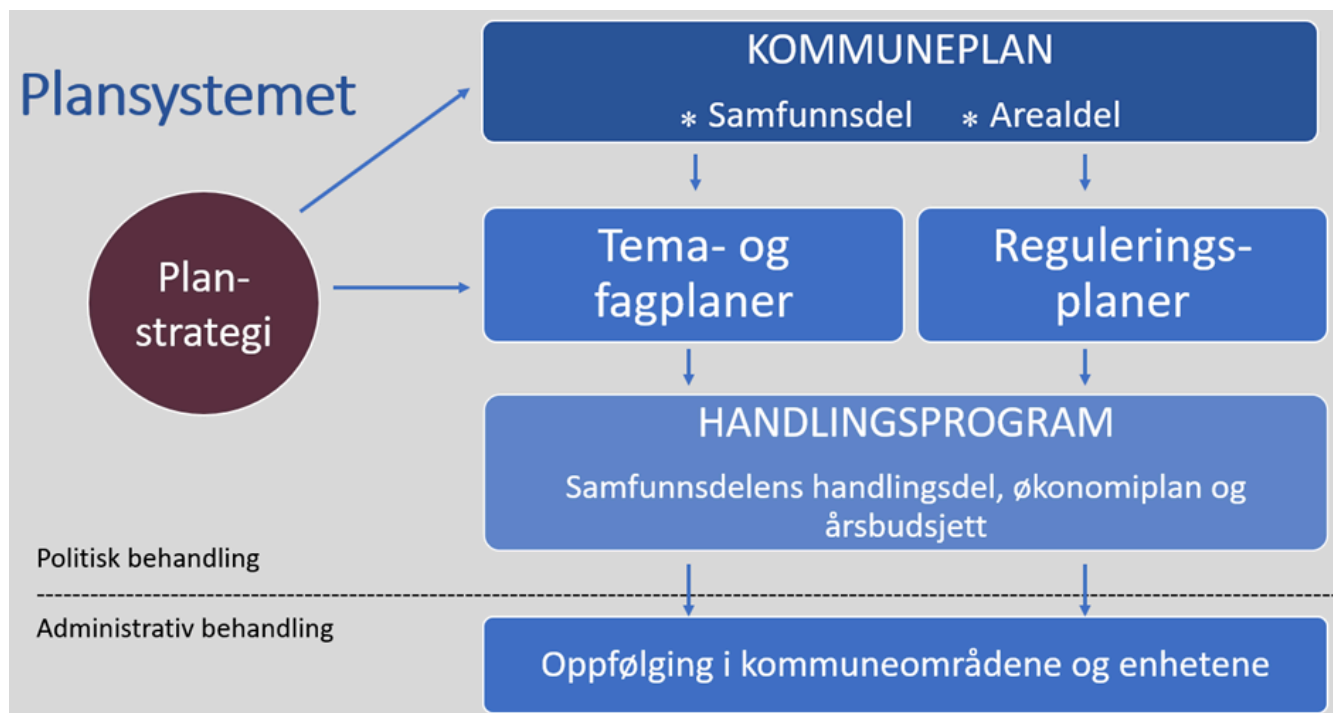 Plansystemet
KOMMUNEPLAN
* Samfunnsdel * Arealdel
Plan-
strategi
Tema- og
fagplaner
Regulerings-
planer
HANDLINGSPROGRAM
Samfunnsdelens handlingsdel, økonomiplan og
årsbudsjett
Politisk behandling
Administrativ behandling
Oppfølging i kommuneområdene og enhetene